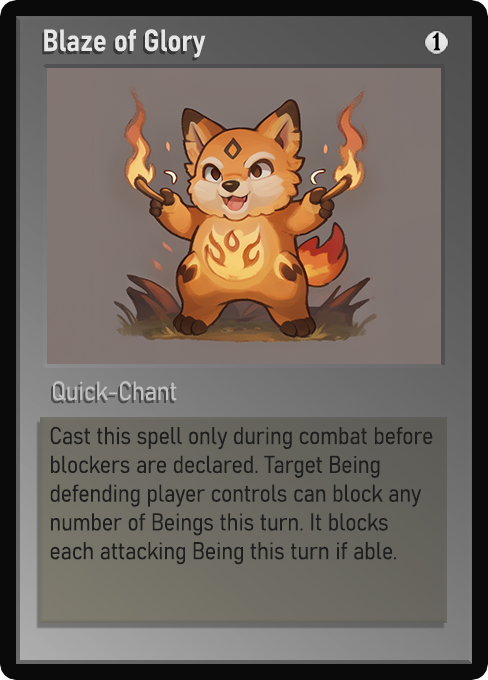 Blaze of Glory
1
Quick-Chant
Cast this spell only during combat before
blockers are declared. Target Being
defending player controls can block any
number of Beings this turn. It blocks
each attacking Being this turn if able.